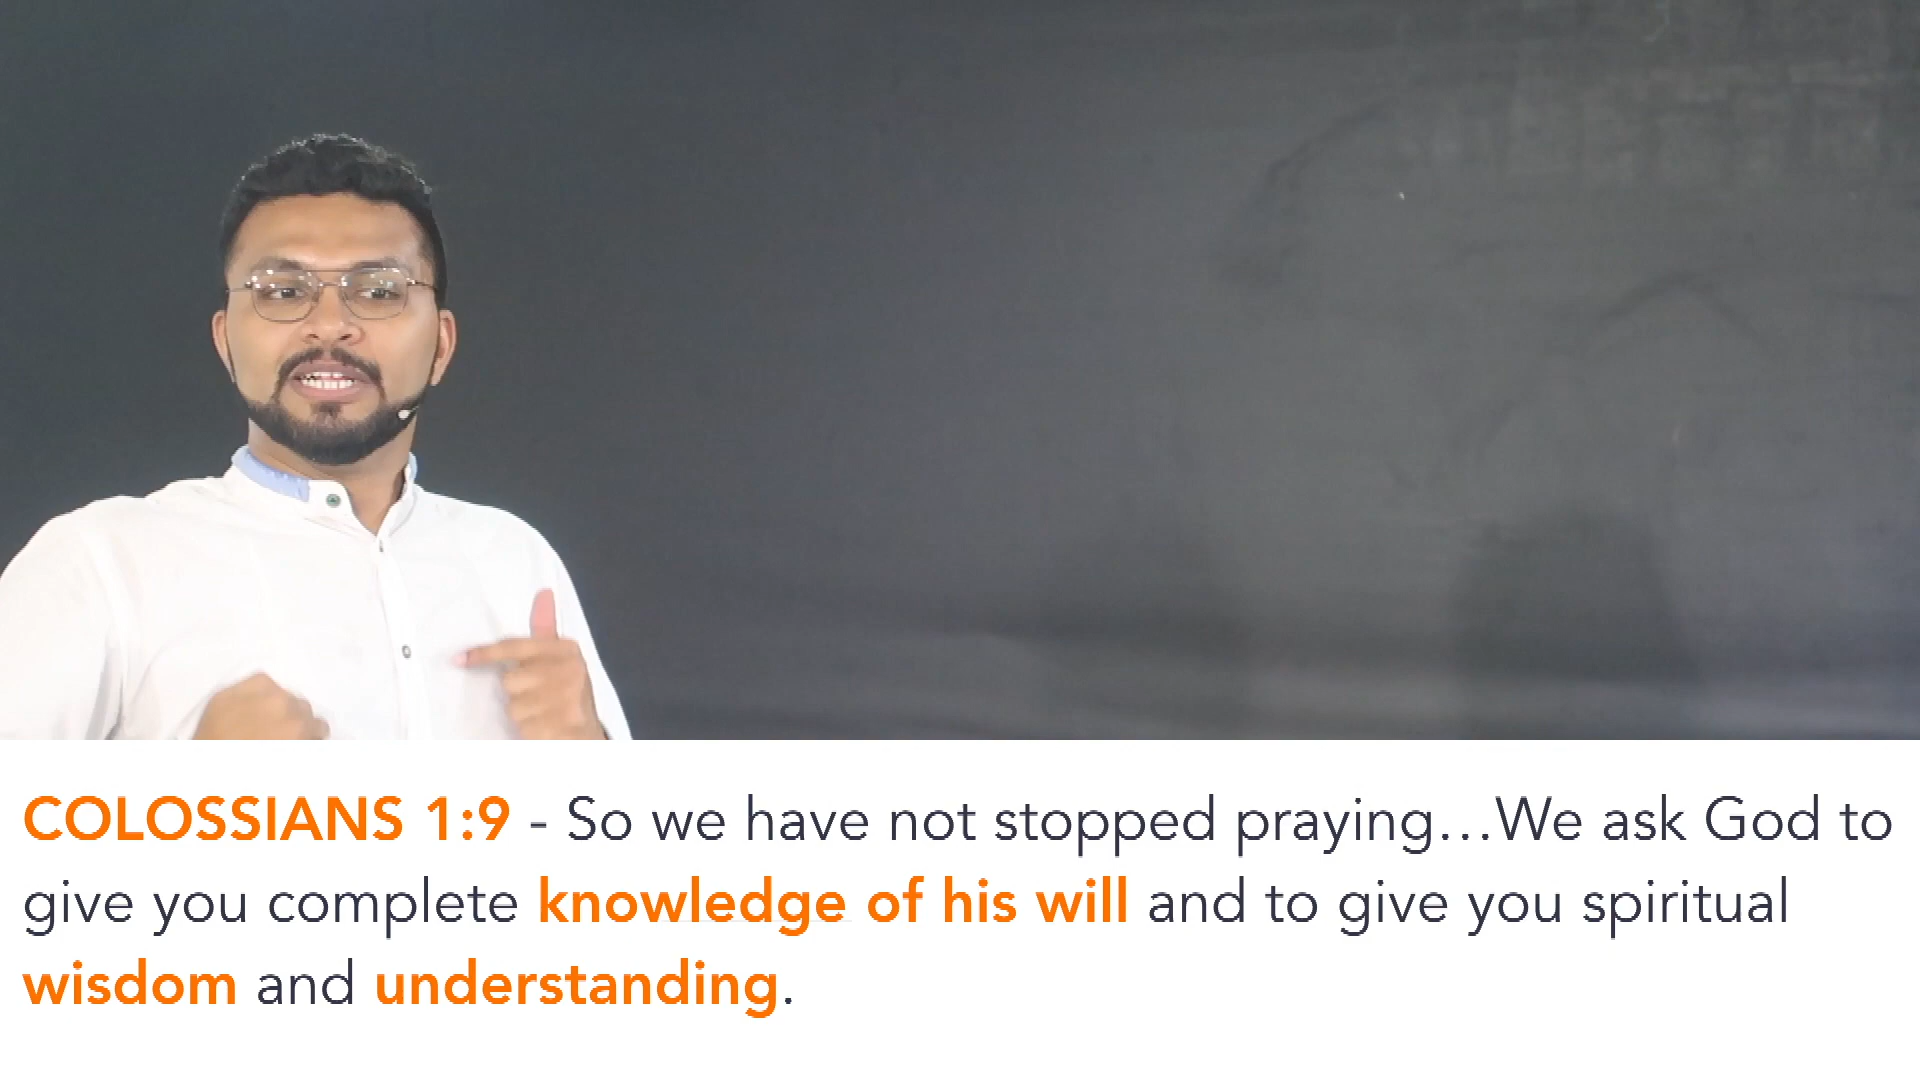 COLOSSIANS 1:9 - So we have not stopped praying...We ask God to
give you complete knowledge of his will and to give you spiritual
wisdom and understanding.